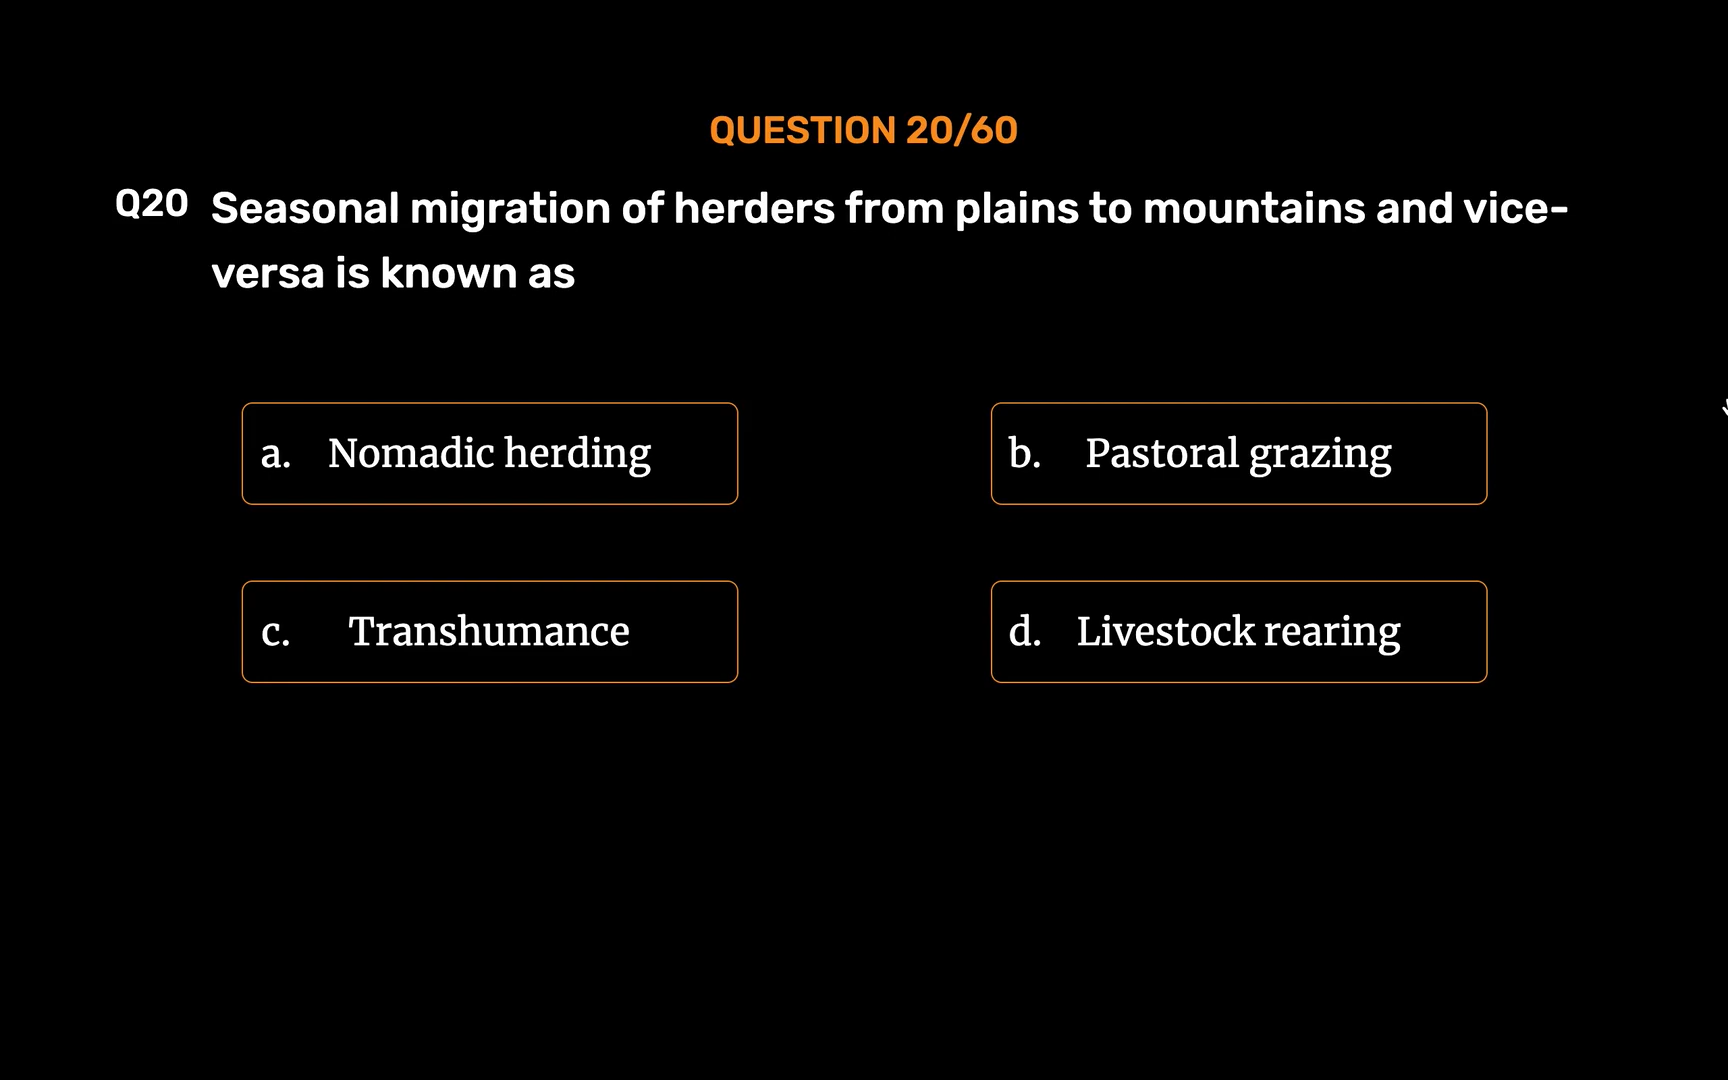 QUESTION 20/60
Q20 Seasonal migration of herders from plains to mountains and vice-
versa is known as
a. Nomadic herding
b. Pastoral grazing
c. Transhumance
d. Livestock rearing